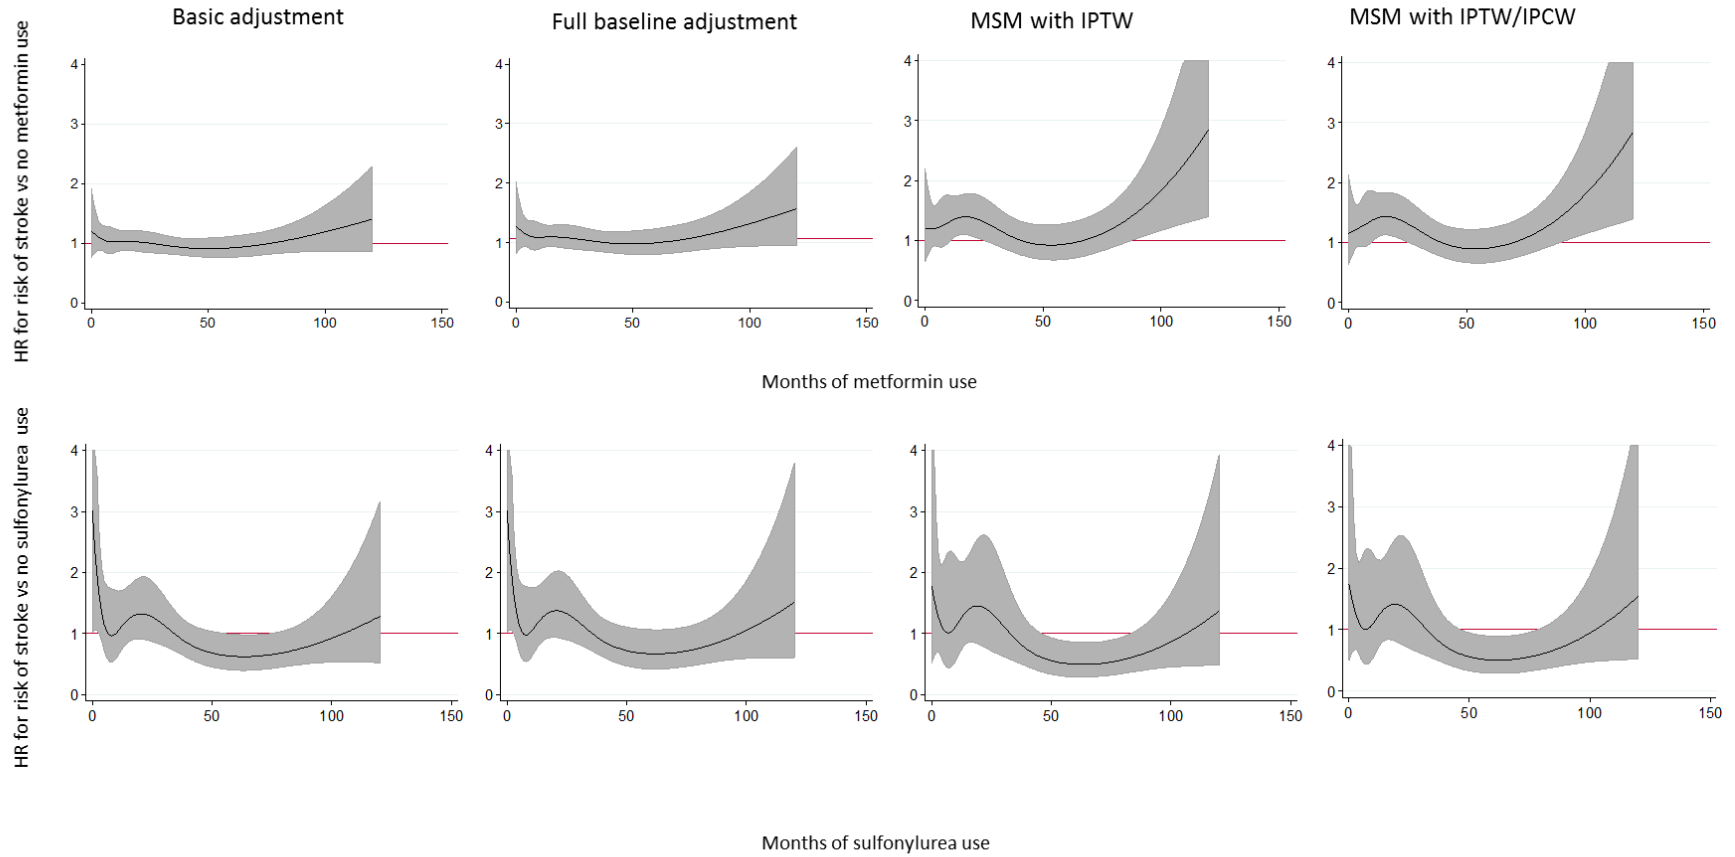 Basic adjustment
Full baseline adjustment
MSM with IPTW
MSM with IPTW/IPCW
HR for risk of stroke vs no metformin use
4
3
2
1
0
0 50 100 150
4
3
2
1
0
0 50 100 150
4
3
2
1
0
0 50 100 150
4
3
2
1
0
0 50 100 150
Months of metformin use
HR for risk of stroke vs no sulfonylurea use
4
3
2
1
0
0 50 100 150
4
3
2
1
0
0 50 100 150
4
3
2
1
0
0 50 100 150
4
3
2
1
0
0 50 100 150
Months of sulfonylurea use